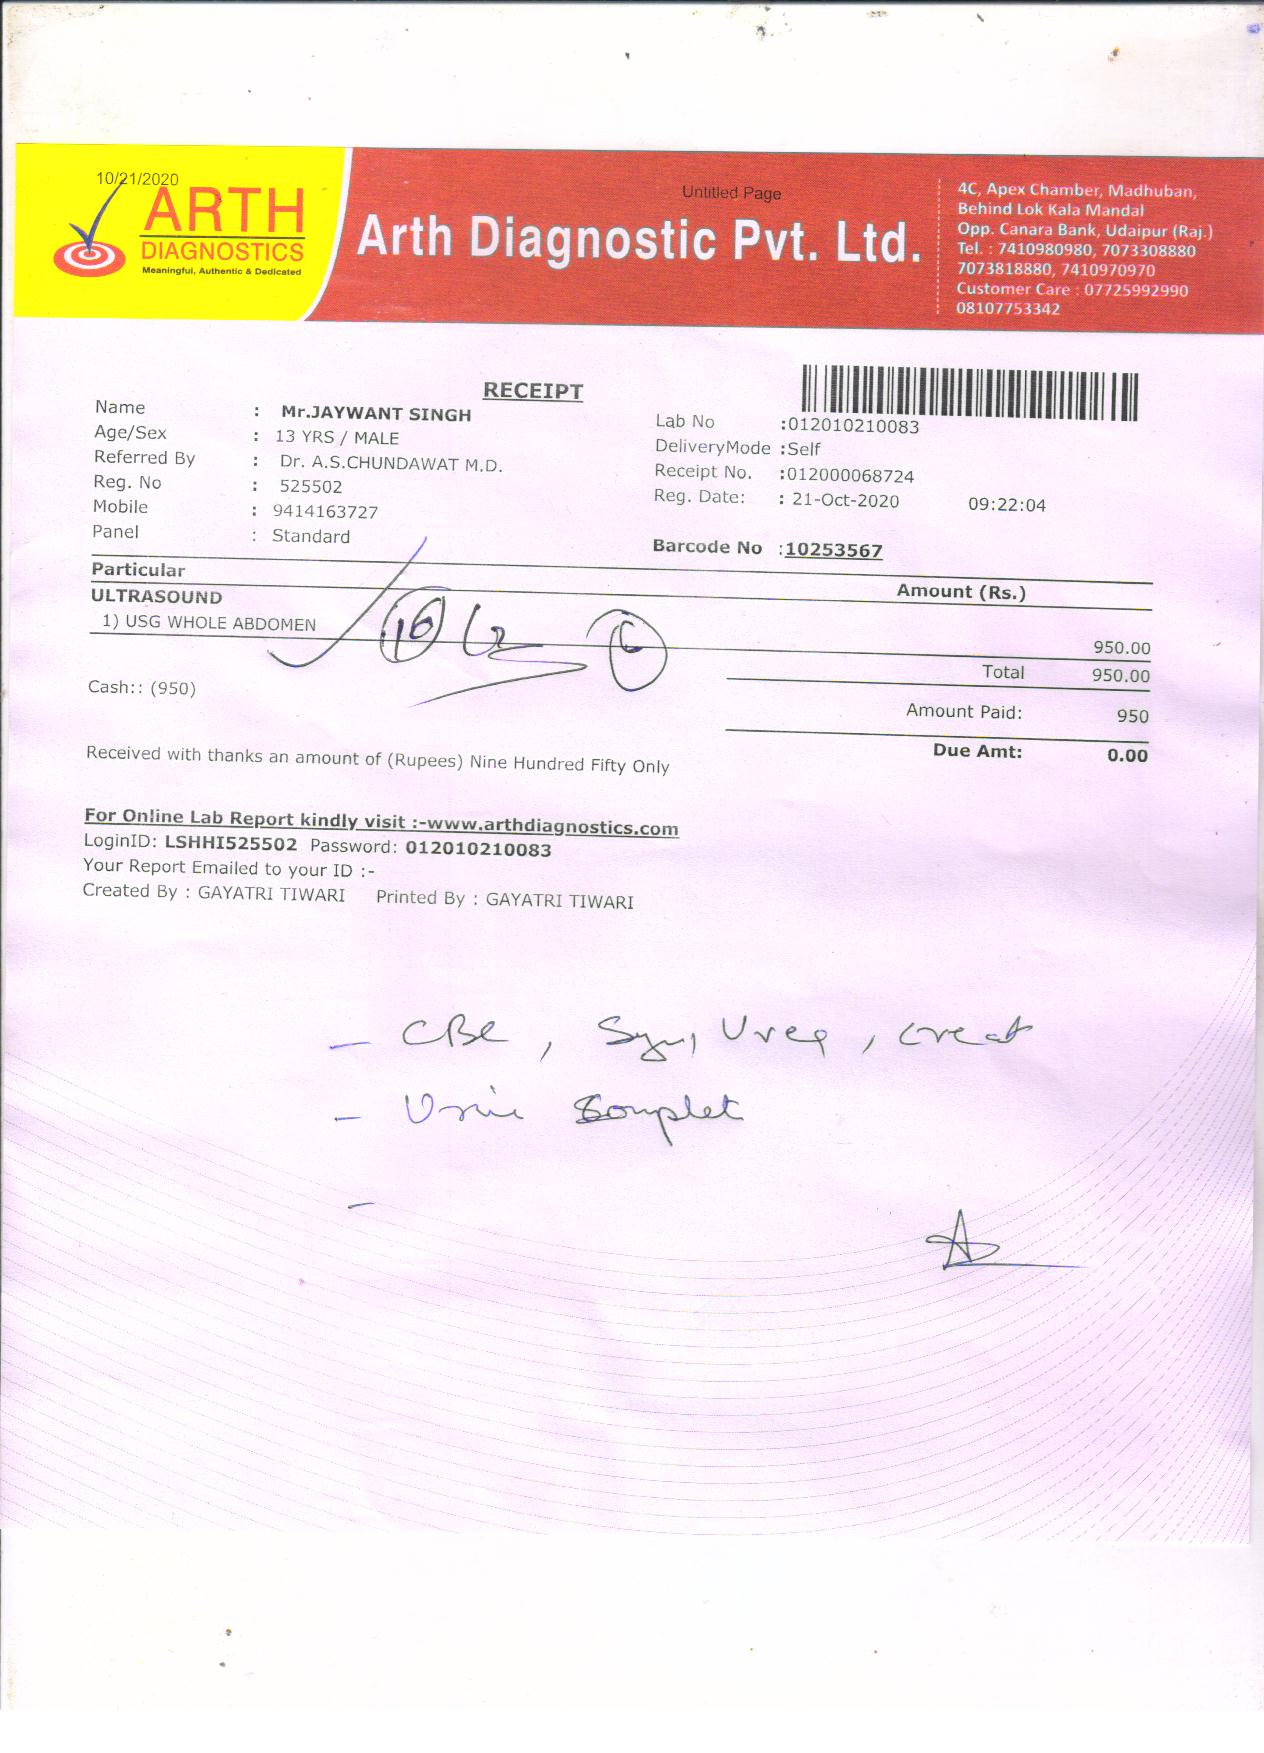 10/21/2020
Untitled Page
ARTH
DIAGNOSTICS
Meaningful, Authentic & Dedicated
Arth Diagnostic Pvt. Ltd.
4C, Apex Chamber, Madhuban,
Behind Lok Kala Mandal
Opp. Canara Bank, Udaipur (Raj.)
Tel. : 7410980980, 7073308880
7073818880, 7410970970
Customer Care : 07725992990
08107753342
RECEIPT
Name : Mr.JAYWANT SINGH
Age/Sex : 13 YRS / MALE
Referred By : Dr. A.S.CHUNDAWAT M.D.
Reg. No : 525502
Mobile : 9414163727
Panel : Standard
Lab No :012010210083
DeliveryMode :Self
Receipt No. :012000068724
Reg. Date: : 21-Oct-2020 09:22:04
Barcode No :10253567
Particular Amount (Rs.)
ULTRASOUND
1) USG WHOLE ABDOMEN 950.00
16
Total 950.00
Cash:: (950)
Amount Paid: 950
Due Amt: 0.00
Received with thanks an amount of (Rupees) Nine Hundred Fifty Only
For Online Lab Report kindly visit :-www.arthdiagnostics.com
LoginID: LSHHI525502 Password: 012010210083
Your Report Emailed to your ID :-
Created By : GAYATRI TIWARI Printed By : GAYATRI TIWARI
- CBC, Urea, creat
-
-